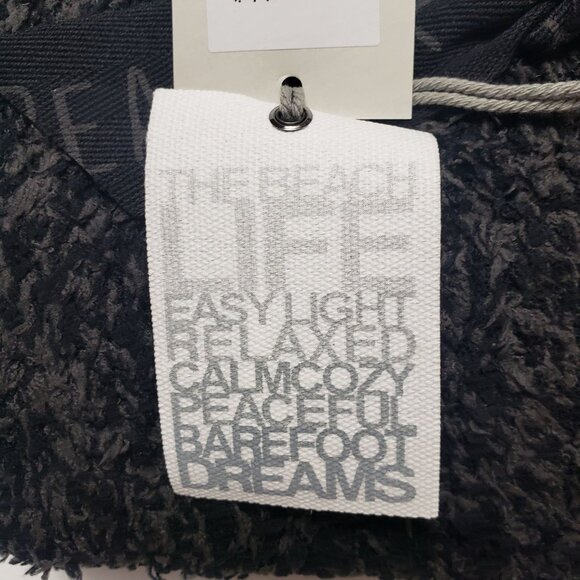 THE BEACH
LIFE
EASY LIGHT
RELAXED
CALMCOZY
PEACEFUL
BAREFOOT
DREAMS